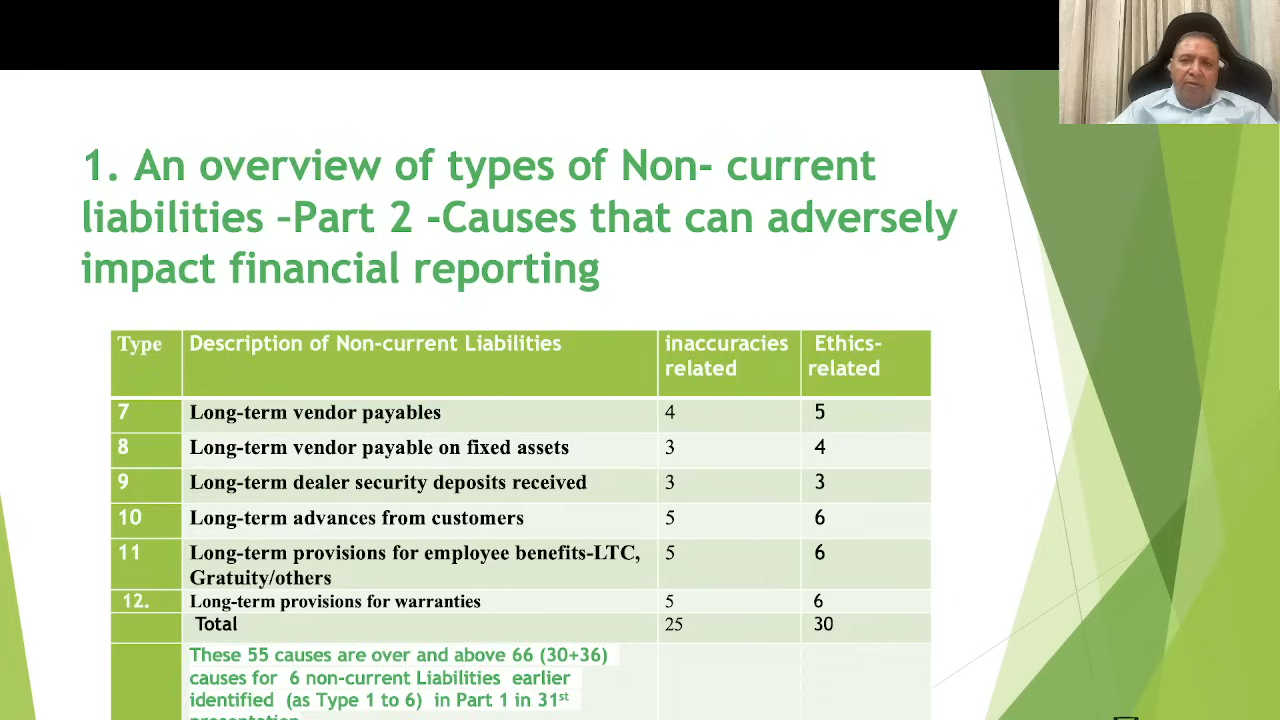 1. An overview of types of Non- current
liabilities –Part 2 -Causes that can adversely
impact financial reporting
Type Description of Non-current Liabilities inaccuracies related Ethics-related
7 Long-term vendor payables 4 5
8 Long-term vendor payable on fixed assets 3 4
9 Long-term dealer security deposits received 3 3
10 Long-term advances from customers 5 6
11 Long-term provisions for employee benefits-LTC, Gratuity/others 5 6
12. Long-term provisions for warranties 5 6
Total 25 30
These 55 causes are over and above 66 (30+36)
causes for 6 non-current Liabilities earlier
identified (as Type 1 to 6) in Part 1 in 31st